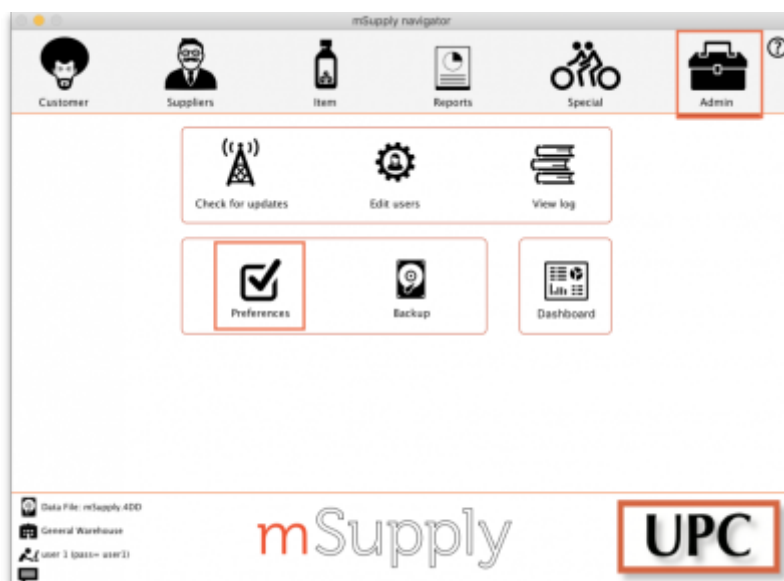 mSupply navigator
Customer Suppliers Item Reports Special Admin
?
Check for updates Edit users View log
Preferences Backup Dashboard
Data File: mSupply.4DD
General Warehouse
user 1 (pass= user1)
mSupply
UPC